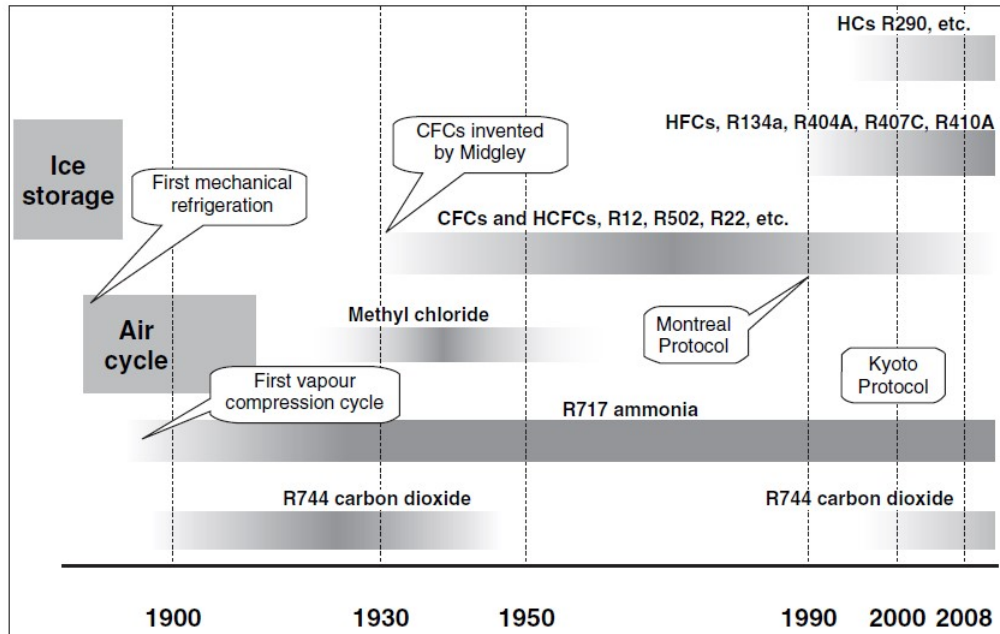 HCs R290, etc.
HFCs, R134a, R404A, R407C, R410A
CFCs invented
by Midgley
Ice
storage
First mechanical
refrigeration
CFCs and HCFCs, R12, R502, R22, etc.
Methyl chloride
Montreal
Protocol
Air
cycle
Kyoto
Protocol
First vapour
compression cycle
R717 ammonia
R744 carbon dioxide
R744 carbon dioxide
1900 1930 1950 1990 2000 2008